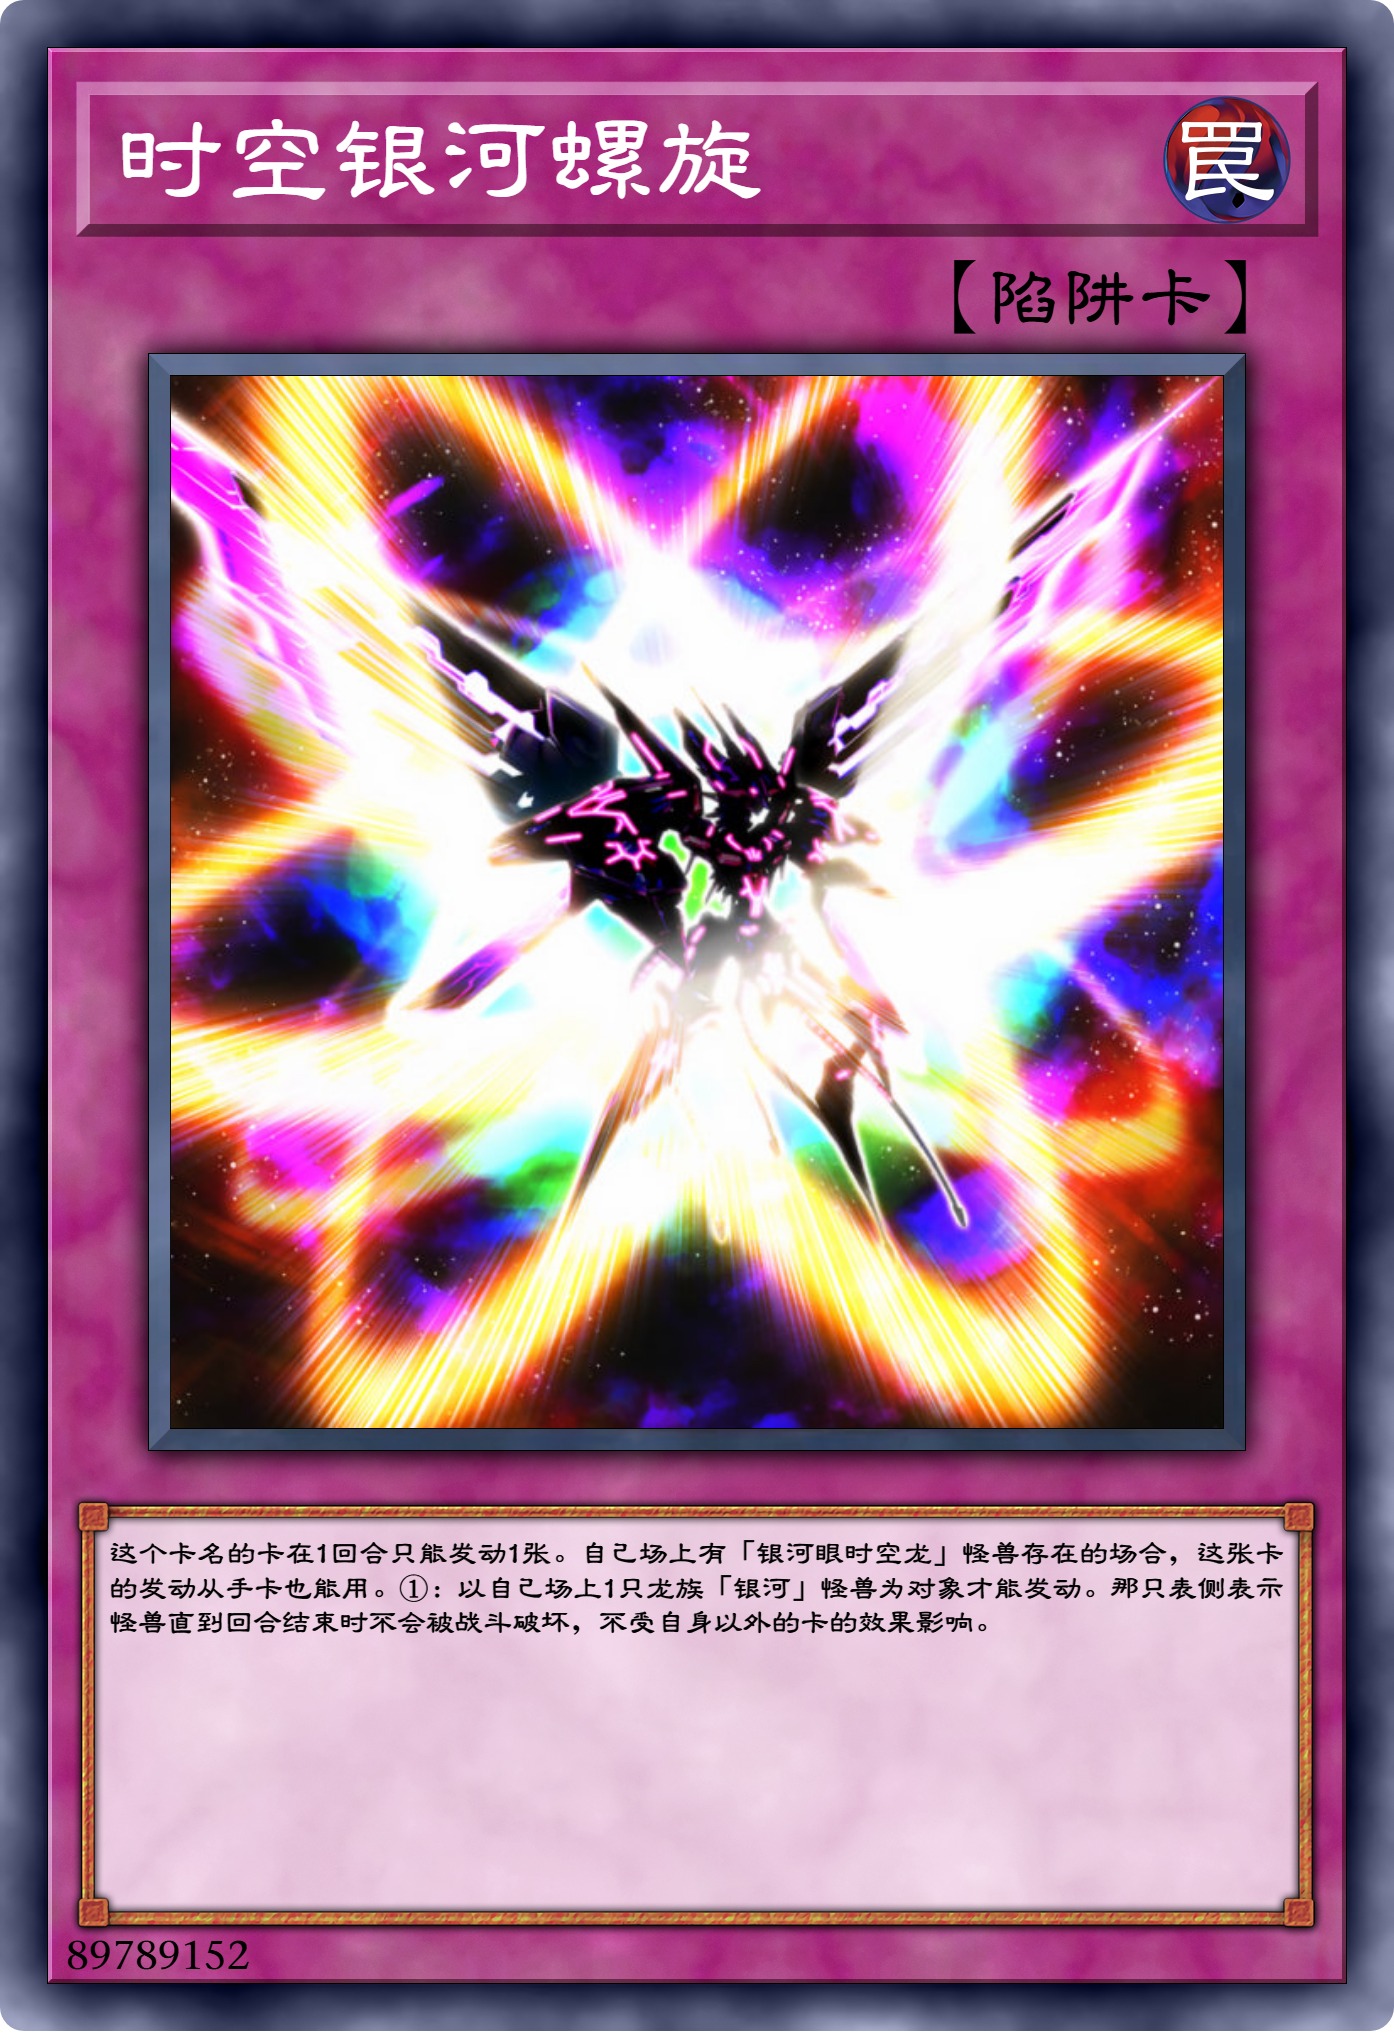 时空银河螺旋
罠
【陷阱卡】
这个卡名的卡在1回合只能发动1张。自己场上有「银河眼时空龙」怪兽存在的场合，这张卡
的发动从手卡也能用。①：以自己场上1只龙族「银河」怪兽为对象才能发动。那只表侧表示
怪兽直到回合结束时不会被战斗破坏，不受自身以外的卡的效果影响。
89789152